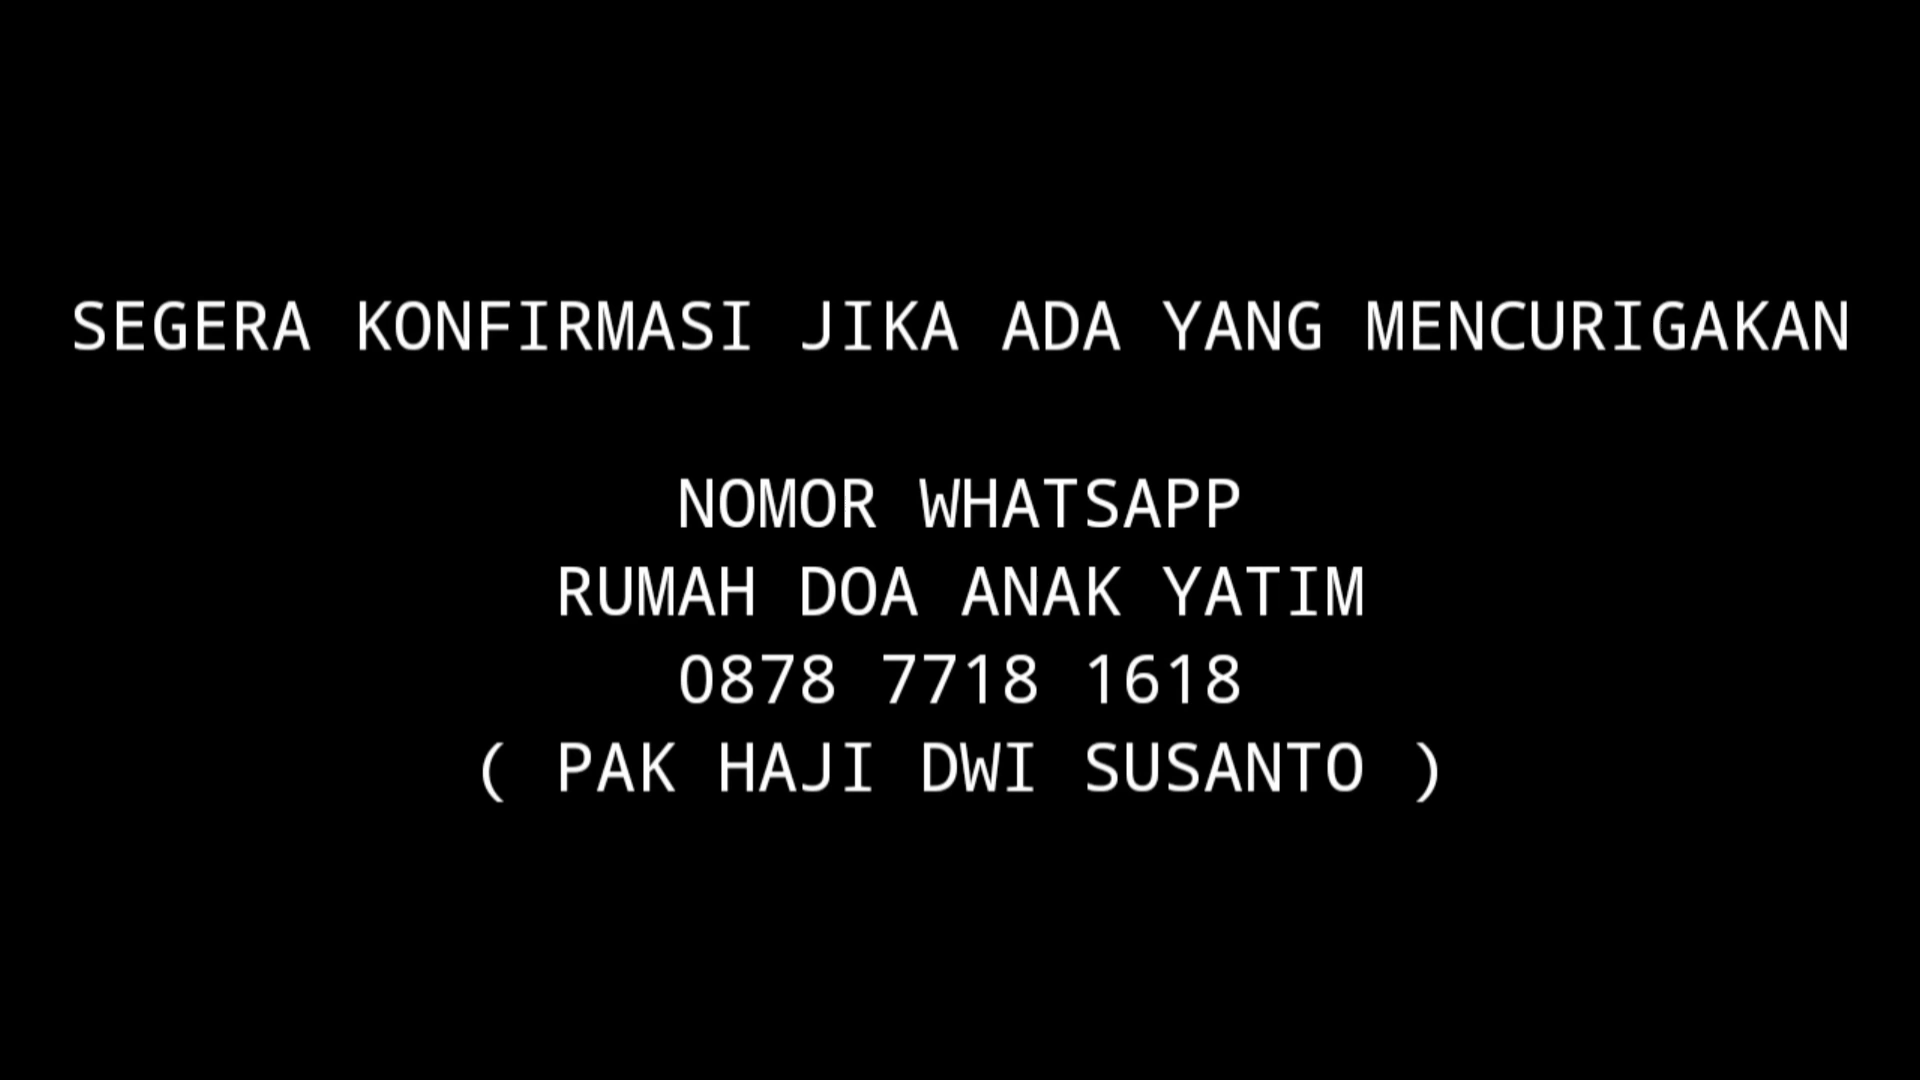 SEGERA KONFIRMASI JIKA ADA YANG MENCURIGAKAN
NOMOR WHATSAPP
RUMAH DOA ANAK YATIM
0878 7718 1618
( PAK HAJI DWI SUSANTO )